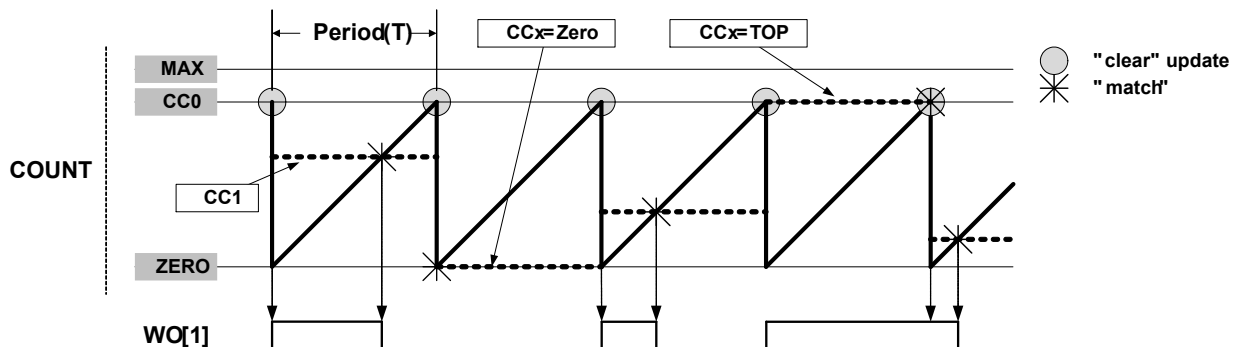 Period(T)
CCx=Zero
CCx=TOP
"clear" update
"match"
MAX
CC0
COUNT
CC1
ZERO
WO[1]